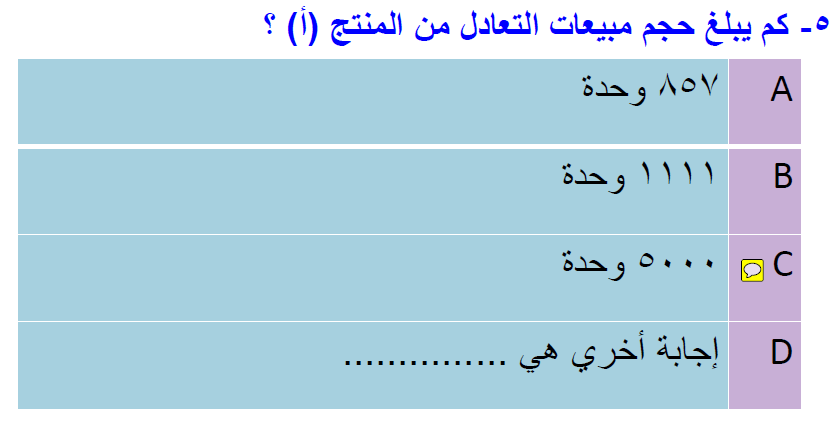 ٥- كم يبلغ حجم مبيعات التعادل من المنتج (أ) ؟
A ٨٥٧ وحدة
B ١١١١ وحدة
C ٥٠٠٠ وحدة
D إجابة أخري هي ...............